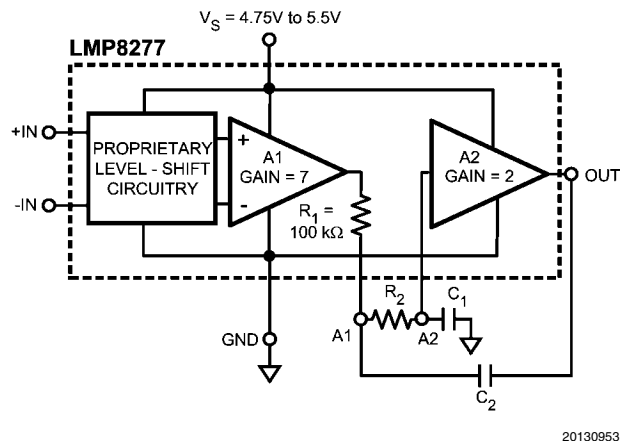 V_S = 4.75V to 5.5V
LMP8277
+IN
-IN
PROPRIETARY
LEVEL - SHIFT
CIRCUITRY
+
-
A1
GAIN = 7
A2
GAIN = 2
OUT
R_1 =
100 kΩ
R_2
C_1
A1
A2
GND
C_2
20130953